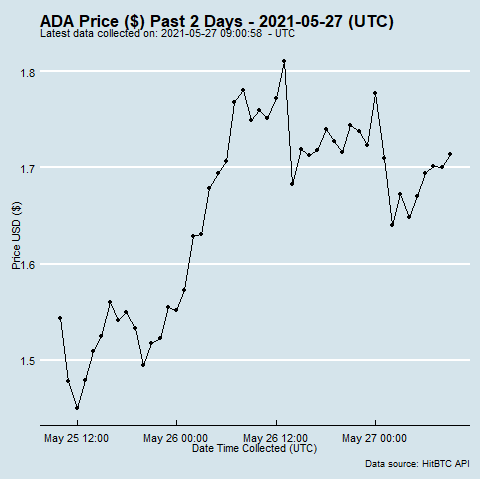 ADA Price ($) Past 2 Days - 2021-05-27 (UTC)
Latest data collected on: 2021-05-27 09:00:58 - UTC
1.8
1.7
1.6
1.5
Price USD ($)
May 25 12:00 May 26 00:00 May 26 12:00 May 27 00:00
Date Time Collected (UTC)
Data source: HitBTC API